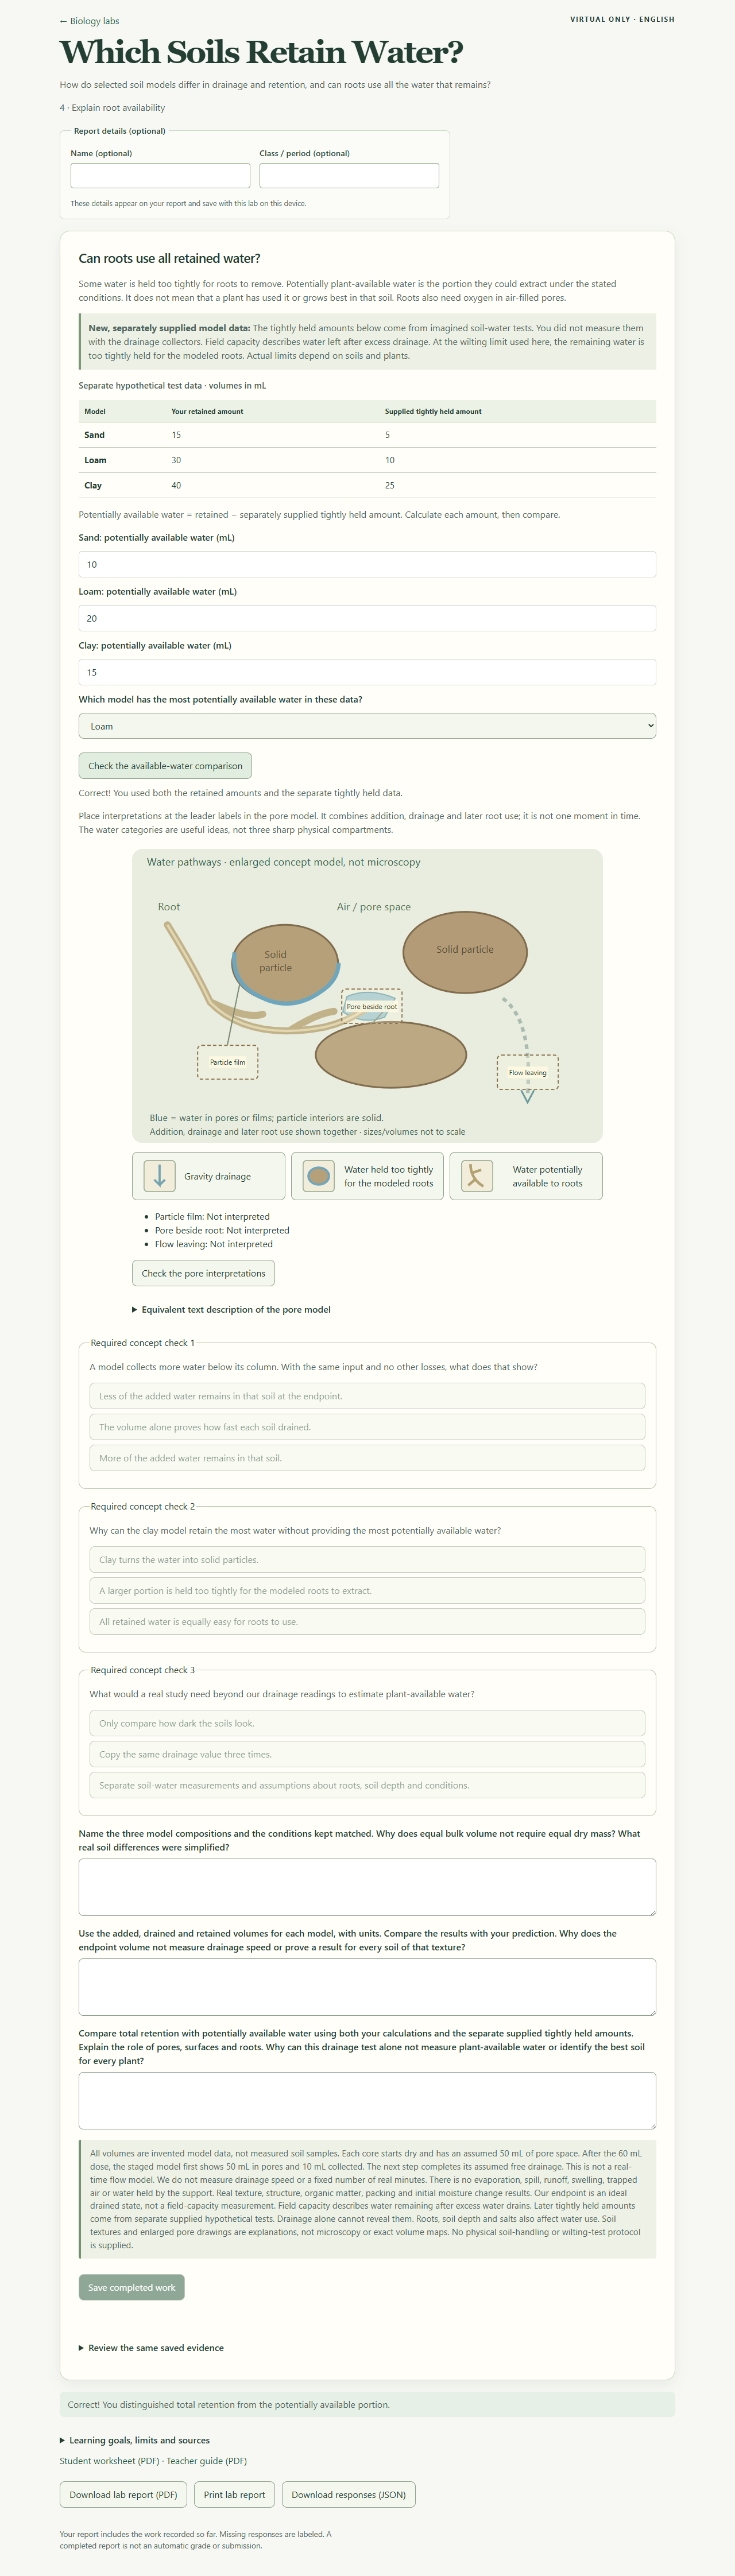 ← Biology labs
VIRTUAL ONLY · ENGLISH
Which Soils Retain Water?
How do selected soil models differ in drainage and retention, and can roots use all the water that remains?
4 · Explain root availability
Report details (optional)
Name (optional)
Class / period (optional)
These details appear on your report and save with this lab on this device.
Can roots use all retained water?
Some water is held too tightly for roots to remove. Potentially plant-available water is the portion they could extract under the stated
conditions. It does not mean that a plant has used it or grows best in that soil. Roots also need oxygen in air-filled pores.
New, separately supplied model data: The tightly held amounts below come from imagined soil-water tests. You did not measure them
with the drainage collectors. Field capacity describes water left after excess drainage. At the wilting limit used here, the remaining water is
too tightly held for the modeled roots. Actual limits depend on soils and plants.
Separate hypothetical test data · volumes in mL
Model Your retained amount Supplied tightly held amount
Sand 15 5
Loam 30 10
Clay 40 25
Potentially available water = retained − separately supplied tightly held amount. Calculate each amount, then compare.
Sand: potentially available water (mL)
10
Loam: potentially available water (mL)
20
Clay: potentially available water (mL)
15
Which model has the most potentially available water in these data?
Loam
Check the available-water comparison
Correct! You used both the retained amounts and the separate tightly held data.
Place interpretations at the leader labels in the pore model. It combines addition, drainage and later root use; it is not one moment in time.
The water categories are useful ideas, not three sharp physical compartments.
Water pathways · enlarged concept model, not microscopy
Root
Air / pore space
Solid
particle
Solid particle
Pore beside root
Particle film
Flow leaving
Blue = water in pores or films; particle interiors are solid.
Addition, drainage and later root use shown together · sizes/volumes not to scale
Gravity drainage
Water held too tightly
for the modeled roots
Water potentially
available to roots
• Particle film: Not interpreted
• Pore beside root: Not interpreted
• Flow leaving: Not interpreted
Check the pore interpretations
▶ Equivalent text description of the pore model
Required concept check 1
A model collects more water below its column. With the same input and no other losses, what does that show?
Less of the added water remains in that soil at the endpoint.
The volume alone proves how fast each soil drained.
More of the added water remains in that soil.
Required concept check 2
Why can the clay model retain the most water without providing the most potentially available water?
Clay turns the water into solid particles.
A larger portion is held too tightly for the modeled roots to extract.
All retained water is equally easy for roots to use.
Required concept check 3
What would a real study need beyond our drainage readings to estimate plant-available water?
Only compare how dark the soils look.
Copy the same drainage value three times.
Separate soil-water measurements and assumptions about roots, soil depth and conditions.
Name the three model compositions and the conditions kept matched. Why does equal bulk volume not require equal dry mass? What
real soil differences were simplified?
Use the added, drained and retained volumes for each model, with units. Compare the results with your prediction. Why does the
endpoint volume not measure drainage speed or prove a result for every soil of that texture?
Compare total retention with potentially available water using both your calculations and the separate supplied tightly held amounts.
Explain the role of pores, surfaces and roots. Why can this drainage test alone not measure plant-available water or identify the best soil
for every plant?
All volumes are invented model data, not measured soil samples. Each core starts dry and has an assumed 50 mL of pore space. After the 60 mL
dose, the staged model first shows 50 mL in pores and 10 mL collected. The next step completes its assumed free drainage. This is not a real-
time flow model. We do not measure drainage speed or a fixed number of real minutes. There is no evaporation, spill, runoff, swelling, trapped
air or water held by the support. Real texture, structure, organic matter, packing and initial moisture change results. Our endpoint is an ideal
drained state, not a field-capacity measurement. Field capacity describes water remaining after excess water drains. Later tightly held amounts
come from separate supplied hypothetical tests. Drainage alone cannot reveal them. Roots, soil depth and salts also affect water use. Soil
textures and enlarged pore drawings are explanations, not microscopy or exact volume maps. No physical soil-handling or wilting-test protocol
is supplied.
Save completed work
▶ Review the same saved evidence
Correct! You distinguished total retention from the potentially available portion.
▶ Learning goals, limits and sources
Student worksheet (PDF) · Teacher guide (PDF)
Download lab report (PDF)
Print lab report
Download responses (JSON)
Your report includes the work recorded so far. Missing responses are labeled. A
completed report is not an automatic grade or submission.